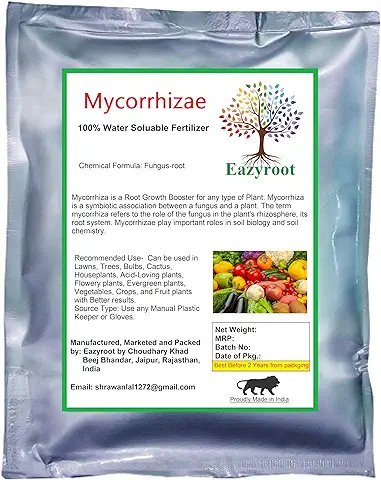 Mycorrhizae
100% Water Soluable Fertilizer
Eazyroot
Chemical Formula: Fungus-root
Mycorrhiza is a Root Growth Booster for any type of Plant. Mycorrhiza
is a symbiotic association between a fungus and a plant. The term
mycorrhiza refers to the role of the fungus in the plant's rhizosphere, its
root system. Mycorrhizae play important roles in soil biology and soil
chemistry.
Recommended Use- Can be used in
Lawns, Trees, Bulbs, Cactus,
Houseplants, Acid-Loving plants,
Flowery plants, Evergreen plants,
Vegetables, Crops, and Fruit plants
with Better results.
Source Type: Use any Manual Plastic
Keeper or Gloves.
Manufactured, Marketed and Packed
by: Eazyroot by Choudhary Khad
Beej Bhandar, Jaipur, Rajasthan,
India
Email: shrawanlal1272@gmail.com
Net Weight:
MRP:
Batch No:
Date of Pkg.:
Best Before 2 Years from packging
Proudly Made in India